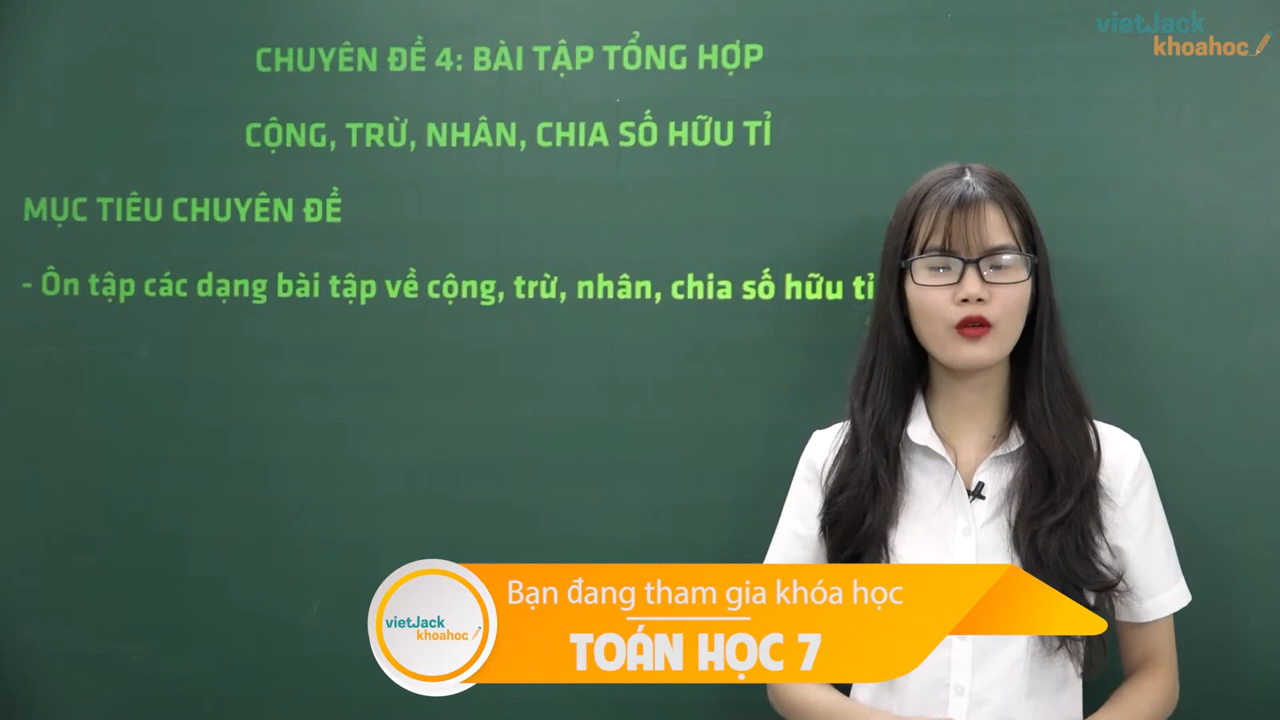 vietJack
khoahoc
CHUYÊN ĐỀ 4: BÀI TẬP TỔNG HỢP
CỘNG, TRỪ, NHÂN, CHIA SỐ HỮU TỈ
MỤC TIÊU CHUYÊN ĐỀ
- Ôn tập các dạng bài tập về cộng, trừ, nhân, chia số hữu tỉ
Bạn đang tham gia khóa học
TOÁN HỌC 7
vietJack
khoahoc